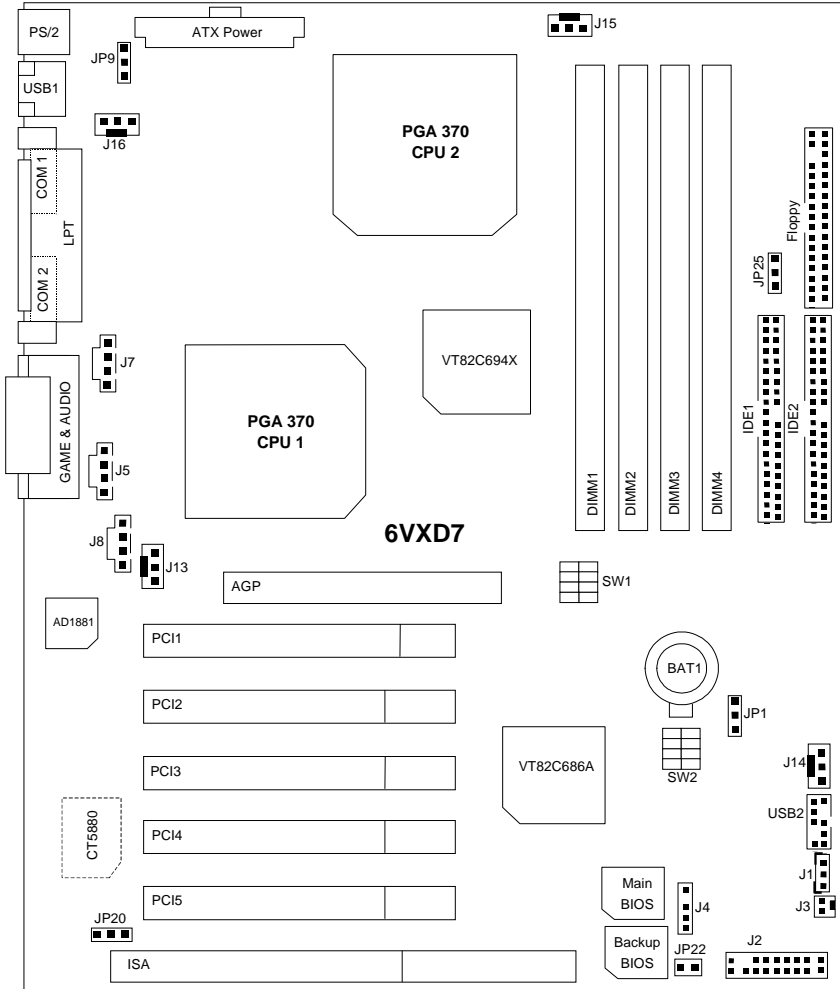 PS/2
ATX Power
J15
JP9
USB1
J16
PGA 370
CPU 2
COM 1
LPT
COM 2
Floppy
JP25
J7
VT82C694X
PGA 370
CPU 1
GAME & AUDIO
IDE1
IDE2
J5
DIMM1
DIMM2
DIMM3
DIMM4
6VXD7
J8
J13
AGP
SW1
AD1881
PCI1
BAT1
PCI2
JP1
PCI3
VT82C686A
SW2
J14
USB2
CT5880
PCI4
J1
Main
BIOS
PCI5
J4
J3
JP20
Backup
BIOS
JP22
J2
ISA